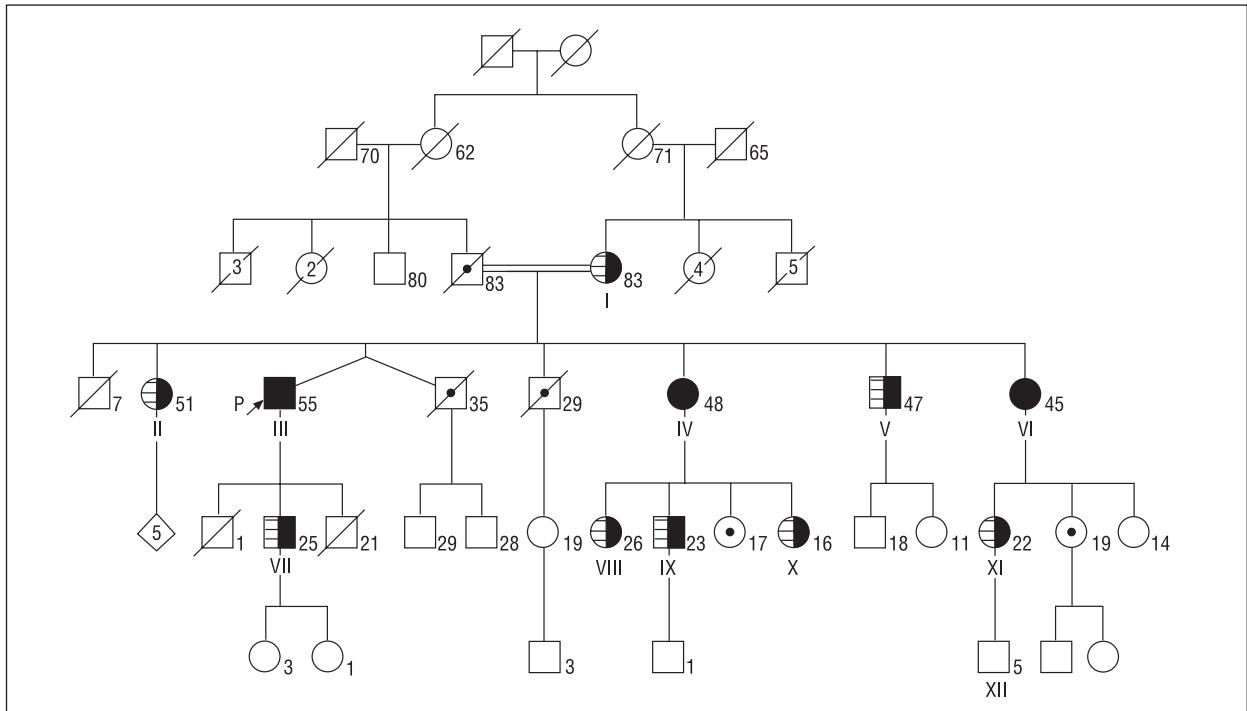 70 62 71 65
3 2 80 83 83 4 5
I
7 51 P 55 35 29 48 47 45
II III IV V VI
5 1 25 21 29 28 19 26 23 17 16 18 11 22 19 14
VII VIII IX X XI
3 1 3 1 5
XII